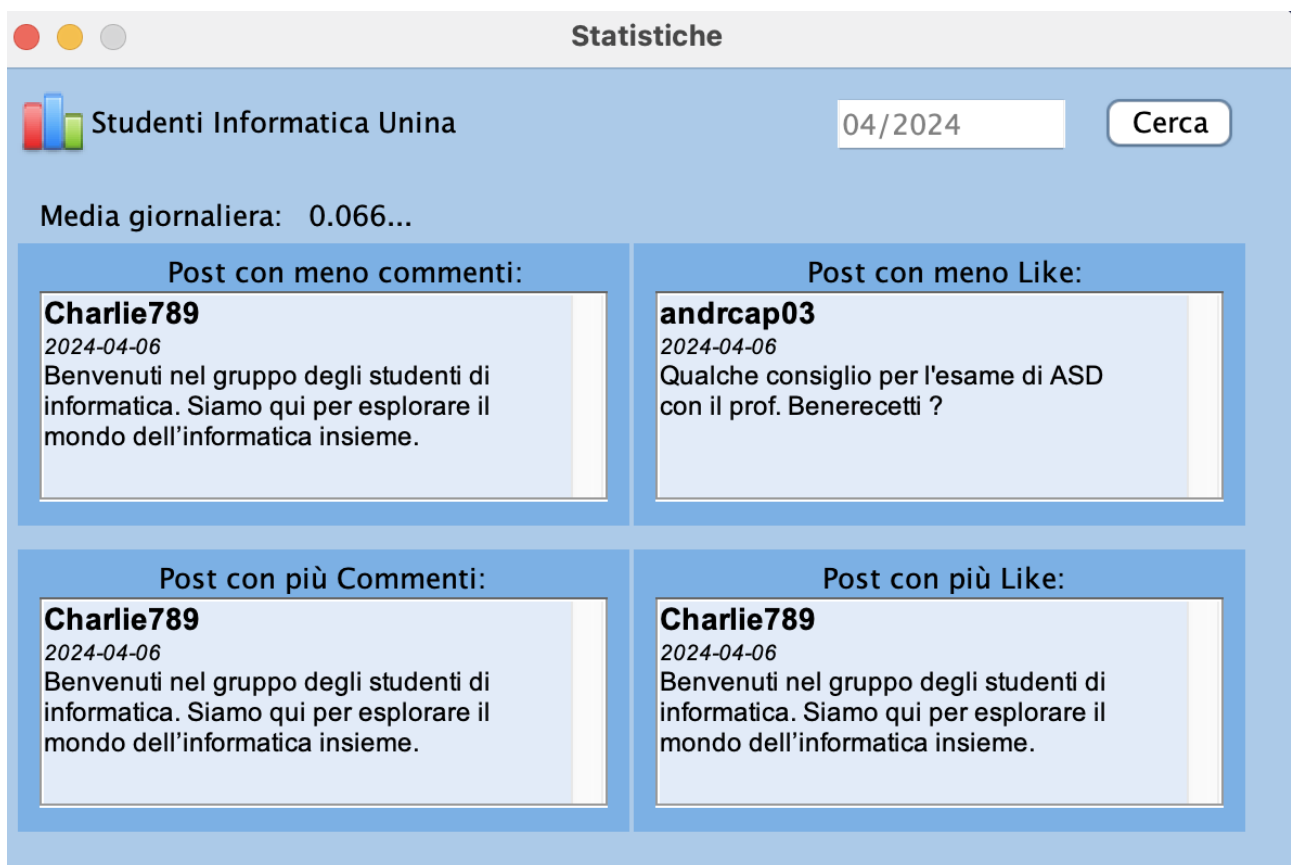 Statistiche
Studenti Informatica Unina
04/2024
Cerca
Media giornaliera: 0.066...
Post con meno commenti:
Charlie789
2024-04-06
Benvenuti nel gruppo degli studenti di
informatica. Siamo qui per esplorare il
mondo dell’informatica insieme.
Post con meno Like:
andrcap03
2024-04-06
Qualche consiglio per l'esame di ASD
con il prof. Benerecetti ?
Post con più Commenti:
Charlie789
2024-04-06
Benvenuti nel gruppo degli studenti di
informatica. Siamo qui per esplorare il
mondo dell’informatica insieme.
Post con più Like:
Charlie789
2024-04-06
Benvenuti nel gruppo degli studenti di
informatica. Siamo qui per esplorare il
mondo dell’informatica insieme.